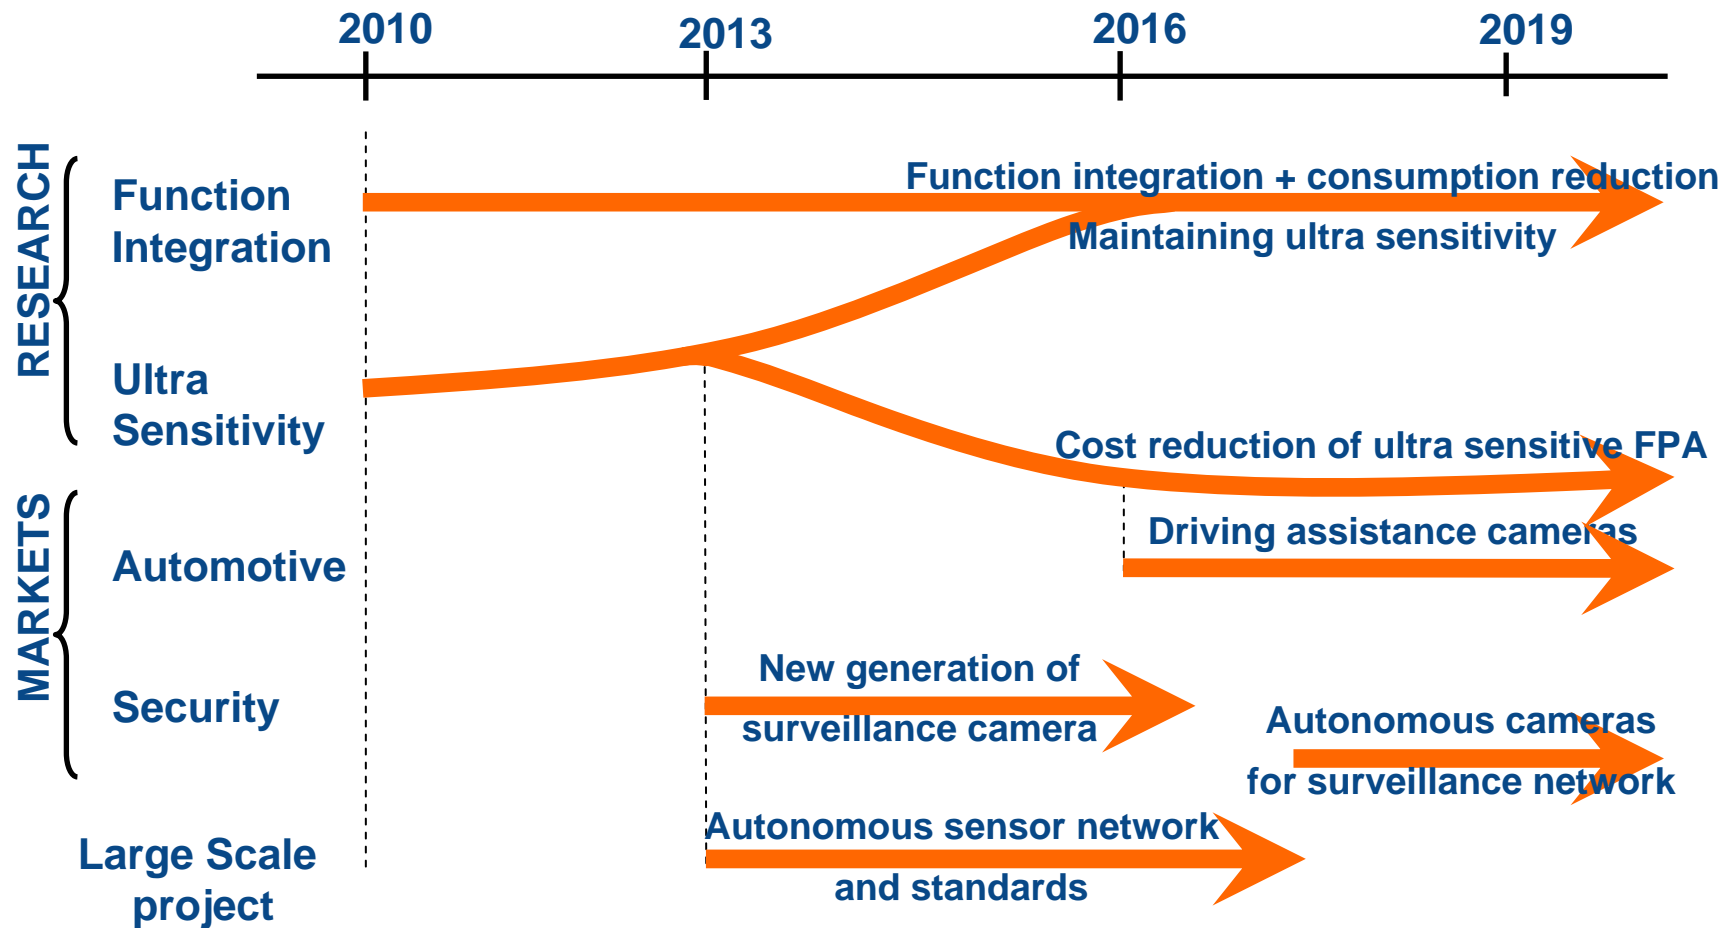 2010
2013
2016
2019
RESEARCH
Function
Integration
Function integration + consumption reduction
Maintaining ultra sensitivity
Ultra
Sensitivity
Cost reduction of ultra sensitive FPA
MARKETS
Automotive
Driving assistance cameras
Security
New generation of
surveillance camera
Autonomous cameras
for surveillance network
Large Scale
project
Autonomous sensor network
and standards